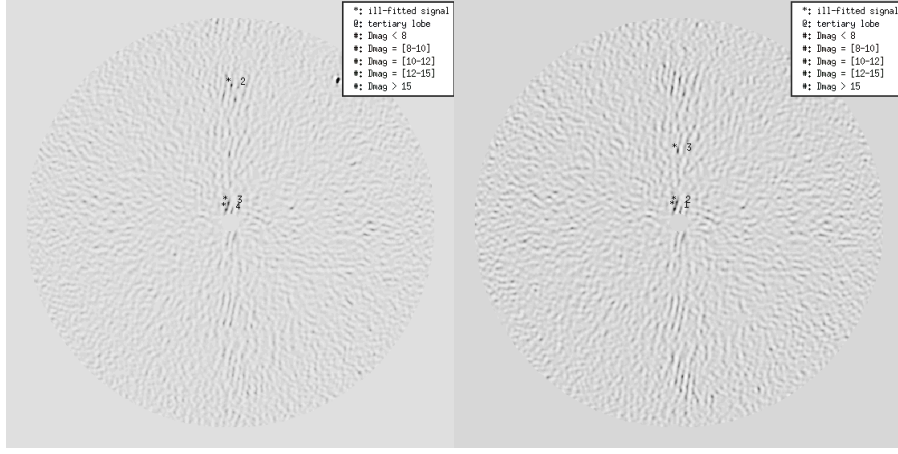 *: ill-fitted signal
@: tertiary lobe
#: Dmag < 8
#: Dmag = [8-10]
#: Dmag = [10-12]
#: Dmag = [12-15]
#: Dmag > 15
* 2
* 3
* 4
*: ill-fitted signal
@: tertiary lobe
#: Dmag < 8
#: Dmag = [8-10]
#: Dmag = [10-12]
#: Dmag = [12-15]
#: Dmag > 15
* 3
* 2
* 1